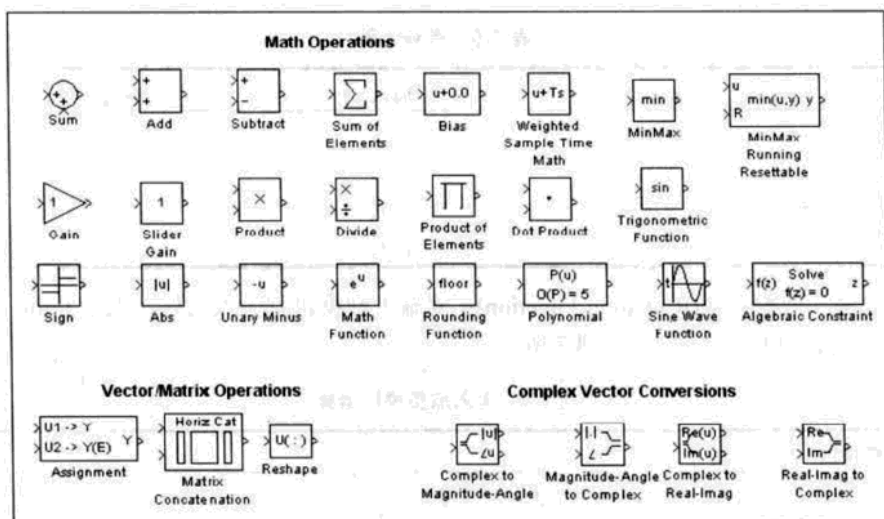 Math Operations
+ + + + + − Σ u+0.0 u+Ts min u R min(u,y) y
Sum Add Subtract Sum of Elements Bias Weighted Sample Time Math MinMax MinMax Running Resettable
1 1 × × ÷ ∏ • sin
Gain Slider Gain Product Divide Product of Elements Dot Product Trigonometric Function
|u| -u e^u floor P(u) O(P) = 5 t f(z) Solve f(z) = 0 z
Sign Abs Unary Minus Math Function Rounding Function Polynomial Sine Wave Function Algebraic Constraint
Vector/Matrix Operations Complex Vector Conversions
U1 -> Y U2 -> Y(E) Y Horiz Cat U( : ) |u| ∠u |.| ∠ Re(u) Im(u) Re Im
Assignment Matrix Concatenation Reshape Complex to Magnitude-Angle Magnitude-Angle to Complex Complex to Real-Imag Real-Imag to Complex